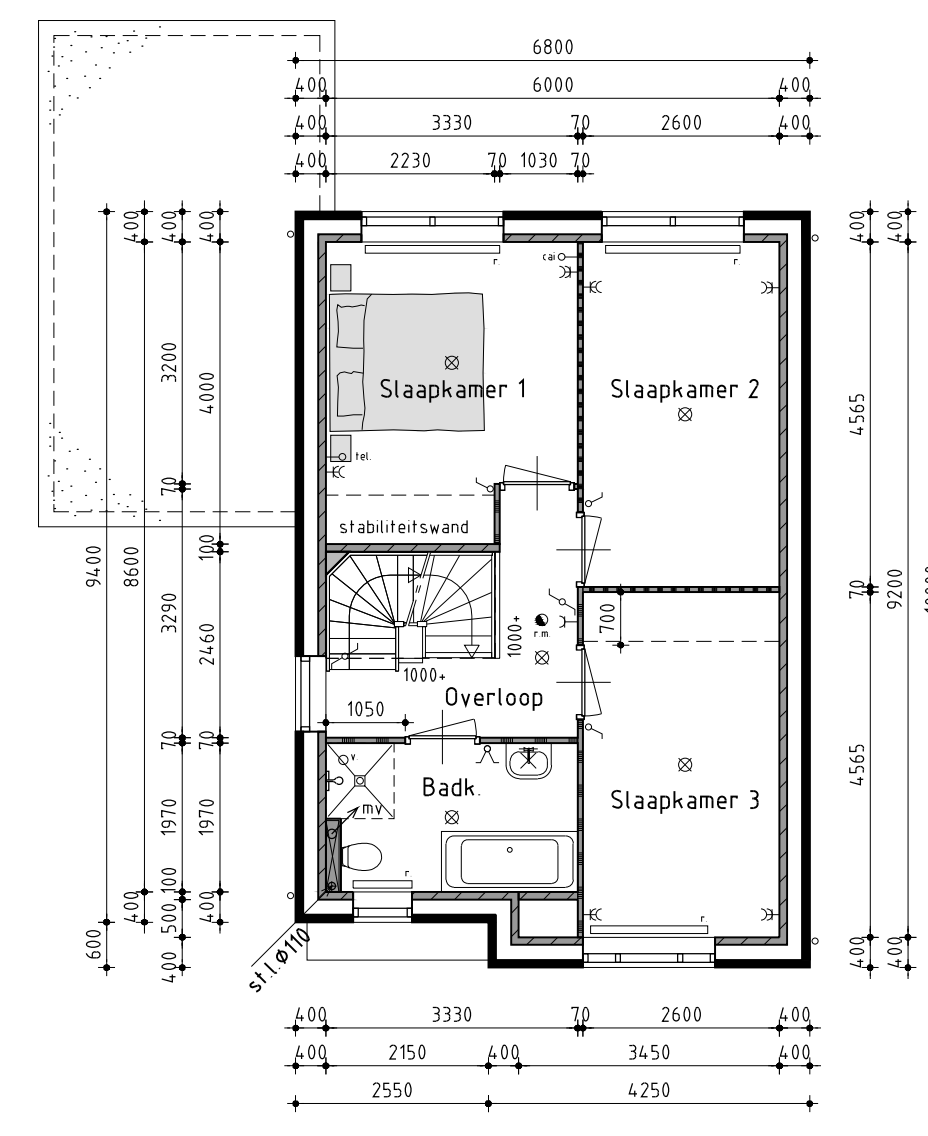 6800
400 6000 400
400 3330 70 2600 400
400 2230 70 1030 70
400 400 400 400 400
cai
r. r.
3200
4000
4565
Slaapkamer 1 Slaapkamer 2
tel.
70
stabiliteitswand
100
9400 8600
3290
2460
70
9200
700
1000+
r.m.
1000+
Overloop
1050
70 70
v.
Badk.
mv
4565
Slaapkamer 3
1970 1970
r.
100
400 500 400
r.
600 400
400 400
st.l.ø110
400 3330 70 2600 400
400 2150 400 3450 400
2550 4250